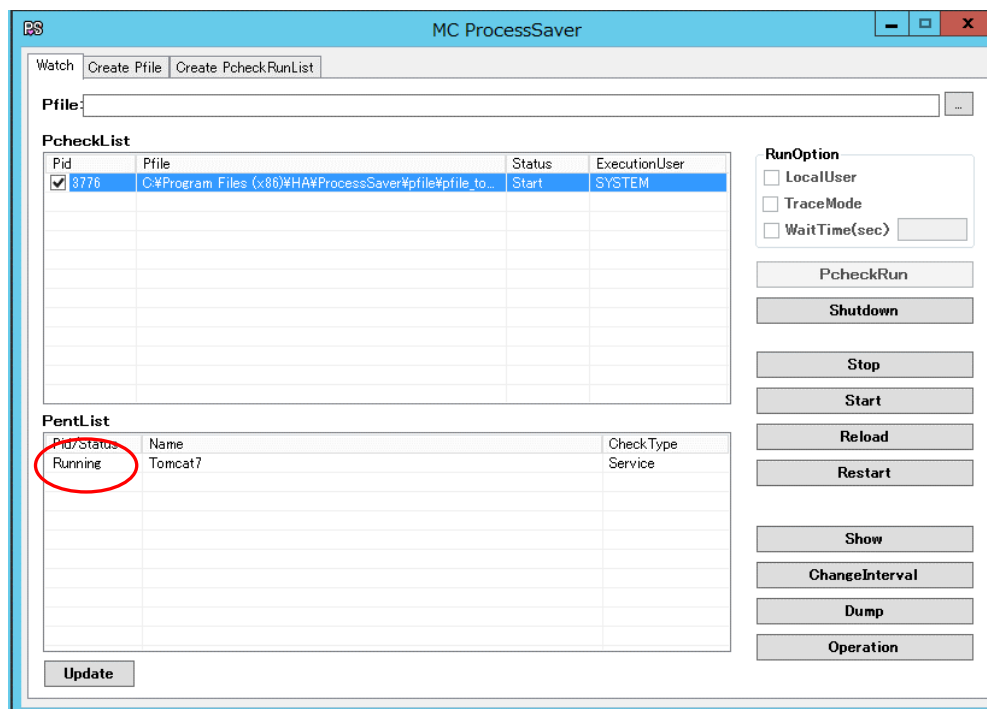 PS MC ProcessSaver
Watch Create Pfile Create PcheckRunList
Pfile: ...
PcheckList
Pid Pfile Status ExecutionUser
3776 C:¥Program Files (x86)¥HA¥ProcessSaver¥pfile¥pfile_to... Start SYSTEM
RunOption
LocalUser
TraceMode
WaitTime(sec)
PcheckRun
Shutdown
Stop
Start
Reload
Restart
PentList
Pid/Status Name CheckType
Running Tomcat7 Service
Show
ChangeInterval
Dump
Operation
Update